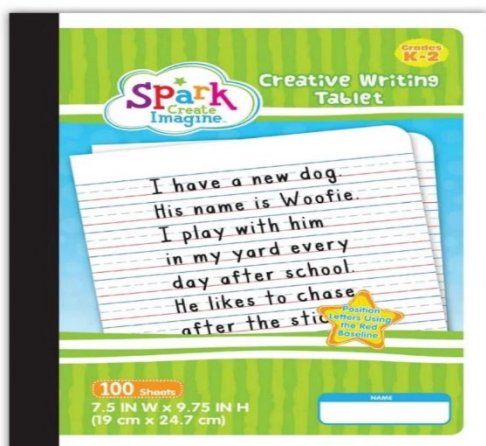 Grades
K-2
Creative Writing
Tablet
Spark
Create
Imagine™
I have a new dog.
His name is Woofie.
I play with him
in my yard every
day after school.
He likes to chase
after the stic
Position
Letters Using
the Red
Baseline
100 Sheets
7.5 IN W x 9.75 IN H
(19 cm x 24.7 cm)
NAME